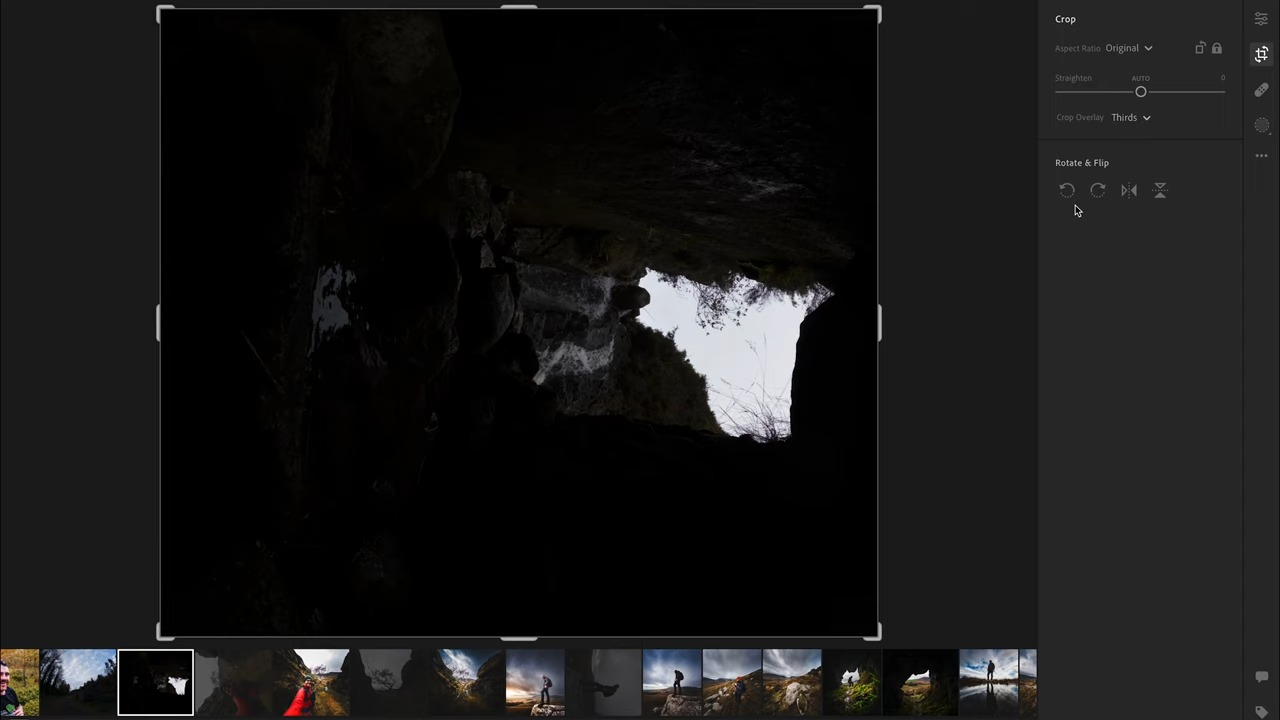 Crop
Aspect Ratio Original
Straighten AUTO 0
Crop Overlay Thirds
Rotate & Flip